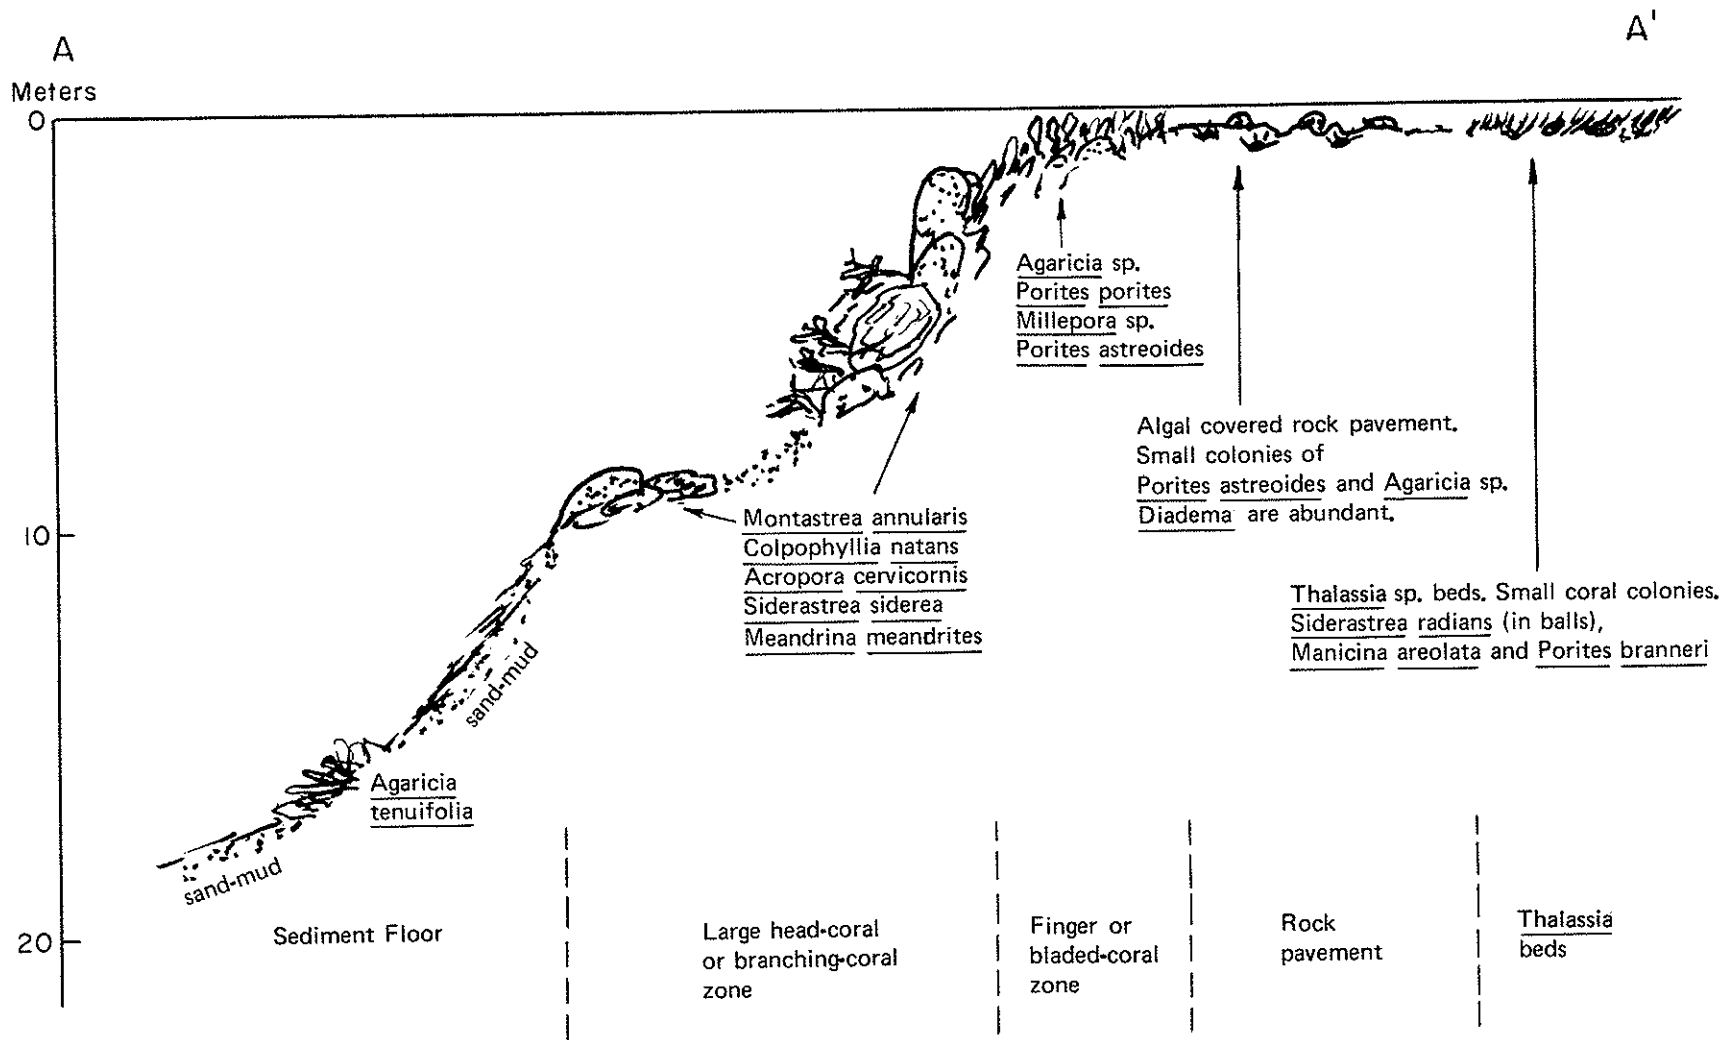 A
A'
Meters
0
10
20
Agaricia sp.
Porites porites
Millepora sp.
Porites astreoides
Algal covered rock pavement.
Small colonies of
Porites astreoides and Agaricia sp.
Diadema are abundant.
Montastrea annularis
Colpophyllia natans
Acropora cervicornis
Siderastrea siderea
Meandrina meandrites
Thalassia sp. beds. Small coral colonies.
Siderastrea radians (in balls),
Manicina areolata and Porites branneri
sand-mud
Agaricia
tenuifolia
sand-mud
Sediment Floor
Large head-coral
or branching-coral
zone
Finger or
bladed-coral
zone
Rock
pavement
Thalassia
beds